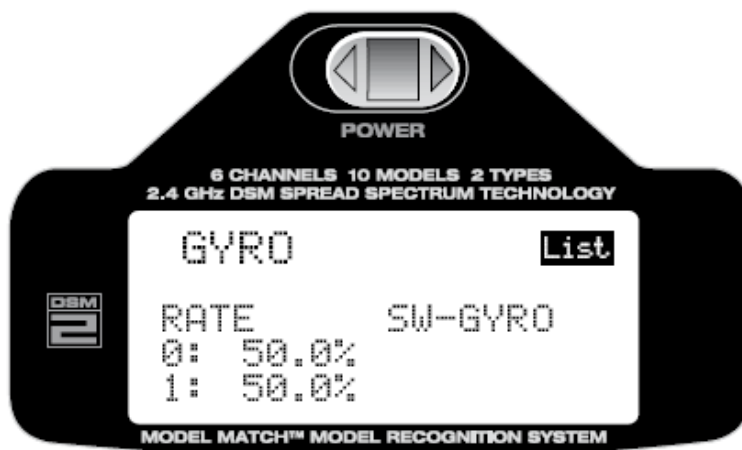 POWER
6 CHANNELS 10 MODELS 2 TYPES
2.4 GHz DSM SPREAD SPECTRUM TECHNOLOGY
GYRO List
DSM
2
RATE SW-GYRO
0: 50.0%
1: 50.0%
MODEL MATCH™ MODEL RECOGNITION SYSTEM